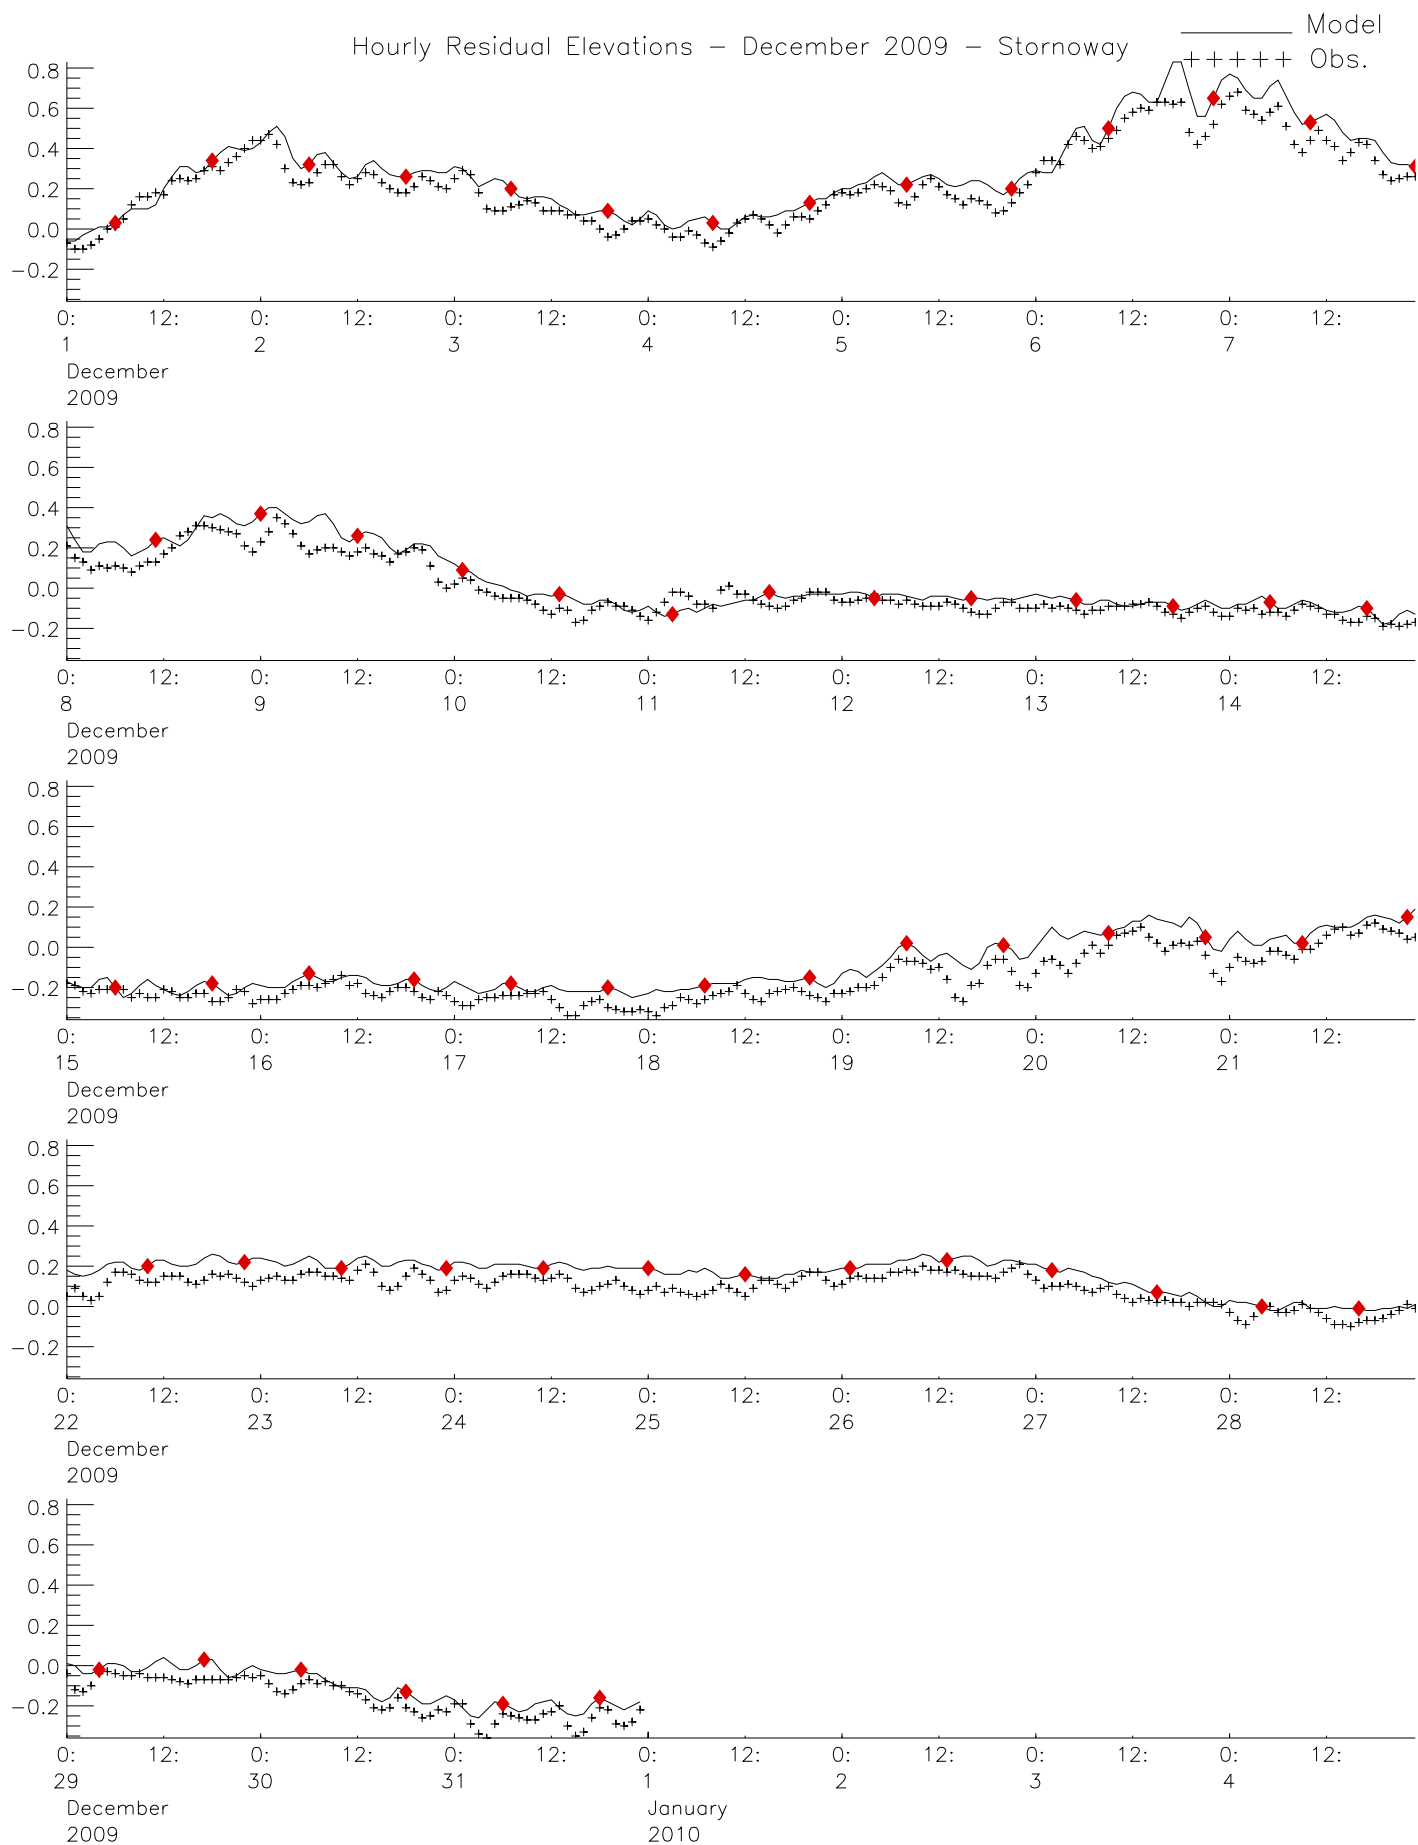 Hourly Residual Elevations – December 2009 – Stornoway
Model
+++++ Obs.
0.8
0.6
0.4
0.2
0.0
−0.2
0: 12: 0: 12: 0: 12: 0: 12: 0: 12: 0: 12: 0: 12:
1 2 3 4 5 6 7
December
2009
0.8
0.6
0.4
0.2
0.0
−0.2
0: 12: 0: 12: 0: 12: 0: 12: 0: 12: 0: 12: 0: 12:
8 9 10 11 12 13 14
December
2009
0.8
0.6
0.4
0.2
0.0
−0.2
0: 12: 0: 12: 0: 12: 0: 12: 0: 12: 0: 12: 0: 12:
15 16 17 18 19 20 21
December
2009
0.8
0.6
0.4
0.2
0.0
−0.2
0: 12: 0: 12: 0: 12: 0: 12: 0: 12: 0: 12: 0: 12:
22 23 24 25 26 27 28
December
2009
0.8
0.6
0.4
0.2
0.0
−0.2
0: 12: 0: 12: 0: 12: 0: 12: 0: 12: 0: 12: 0: 12:
29 30 31 1 2 3 4
December January
2009 2010